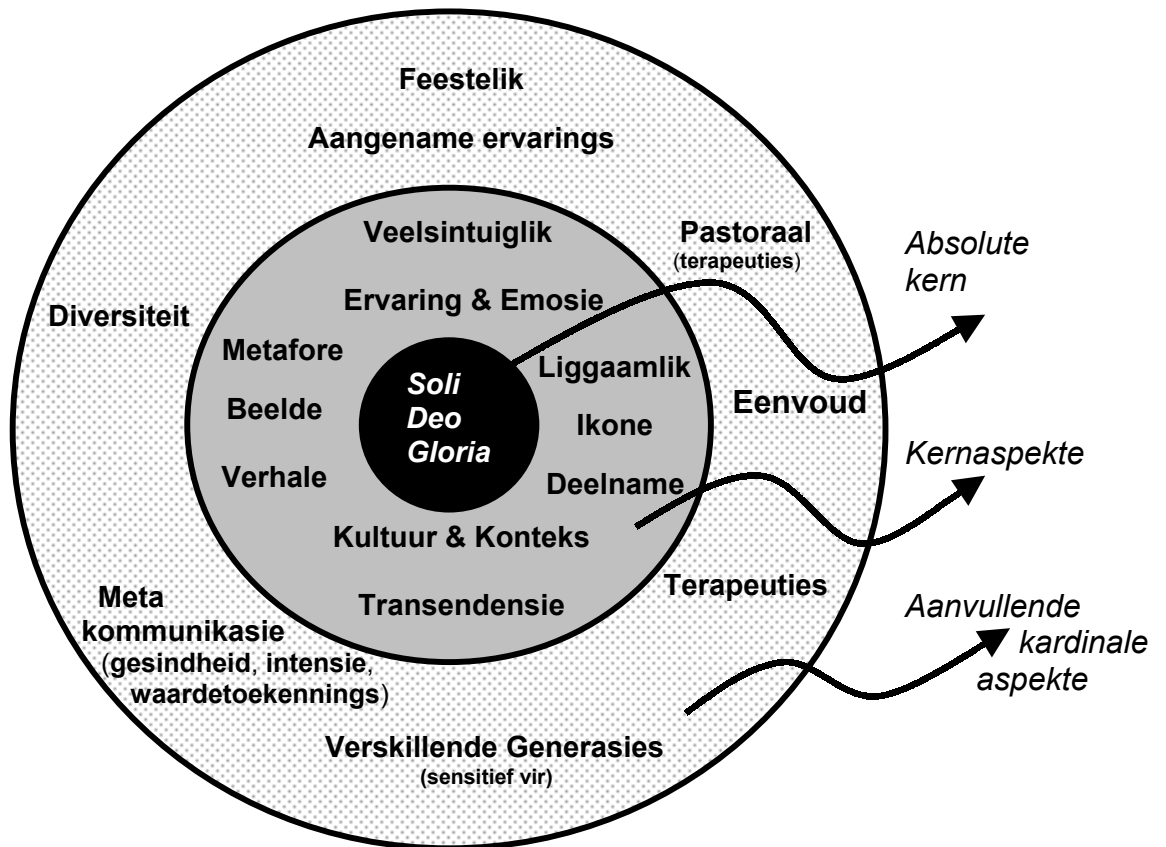 Feestelik
Aangename ervarings
Veelsintuiglik
Pastoraal
(terapeuties)
Absolute
kern
Ervaring & Emosie
Diversiteit
Metafore
Liggaamlik
Soli
Deo
Gloria
Beelde
Ikone
Eenvoud
Verhale
Deelname
Kernaspekte
Kultuur & Konteks
Terapeuties
Transendensie
Meta
kommunikasie
(gesindheid, intensie,
waardetoekennings)
Aanvullende
kardinale
aspekte
Verskillende Generasies
(sensitief vir)